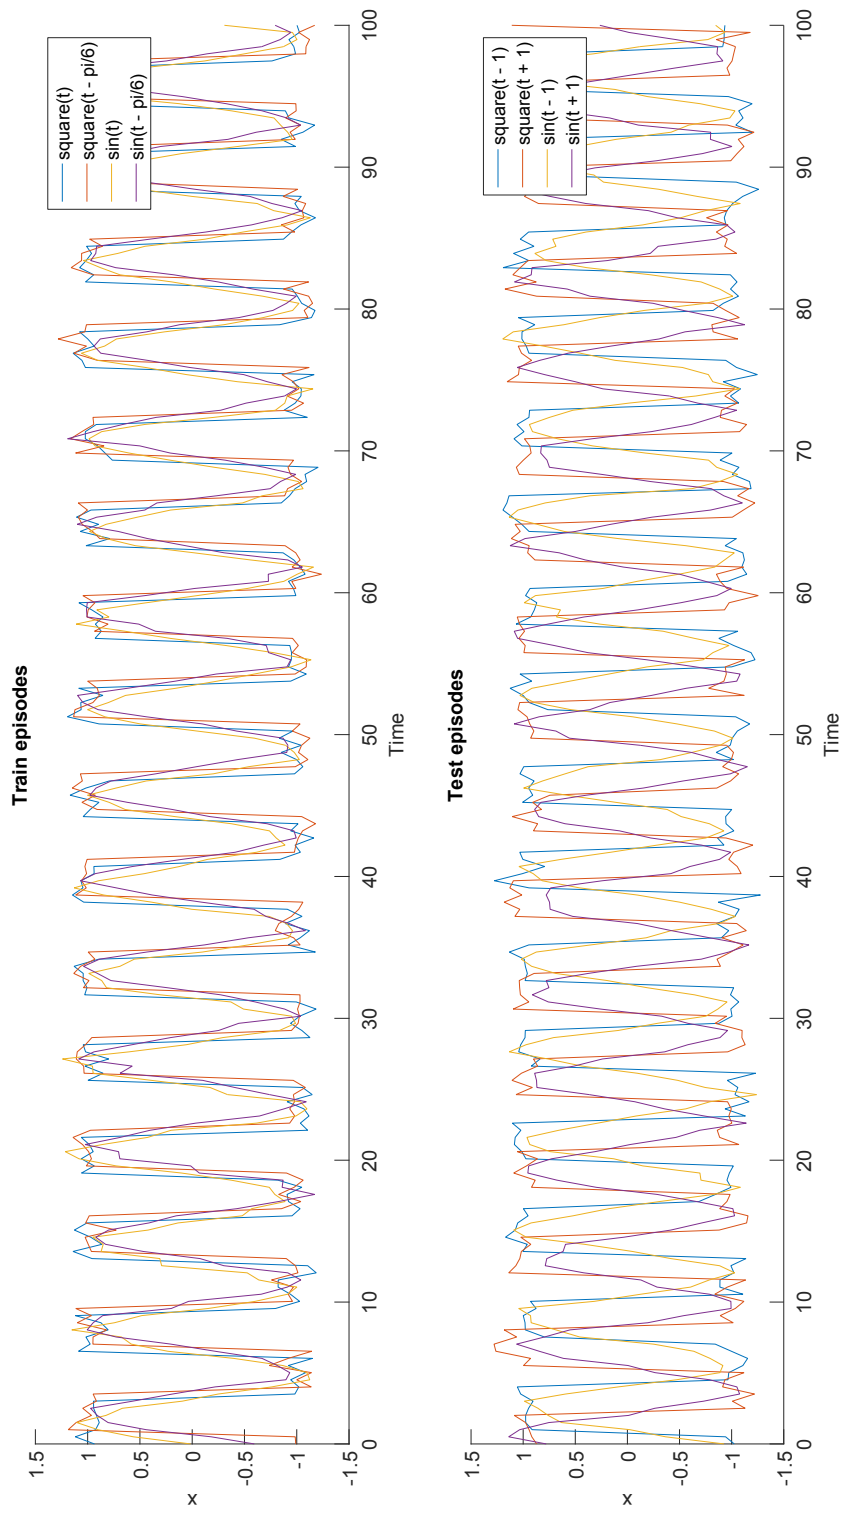 Train episodes
1.5
1
0.5
0
-0.5
-1
-1.5
x
0
10
20
30
40
50
60
70
80
90
100
Time
square(t)
square(t - pi/6)
sin(t)
sin(t - pi/6)
Test episodes
1.5
1
0.5
0
-0.5
-1
-1.5
x
0
10
20
30
40
50
60
70
80
90
100
Time
square(t - 1)
square(t + 1)
sin(t - 1)
sin(t + 1)